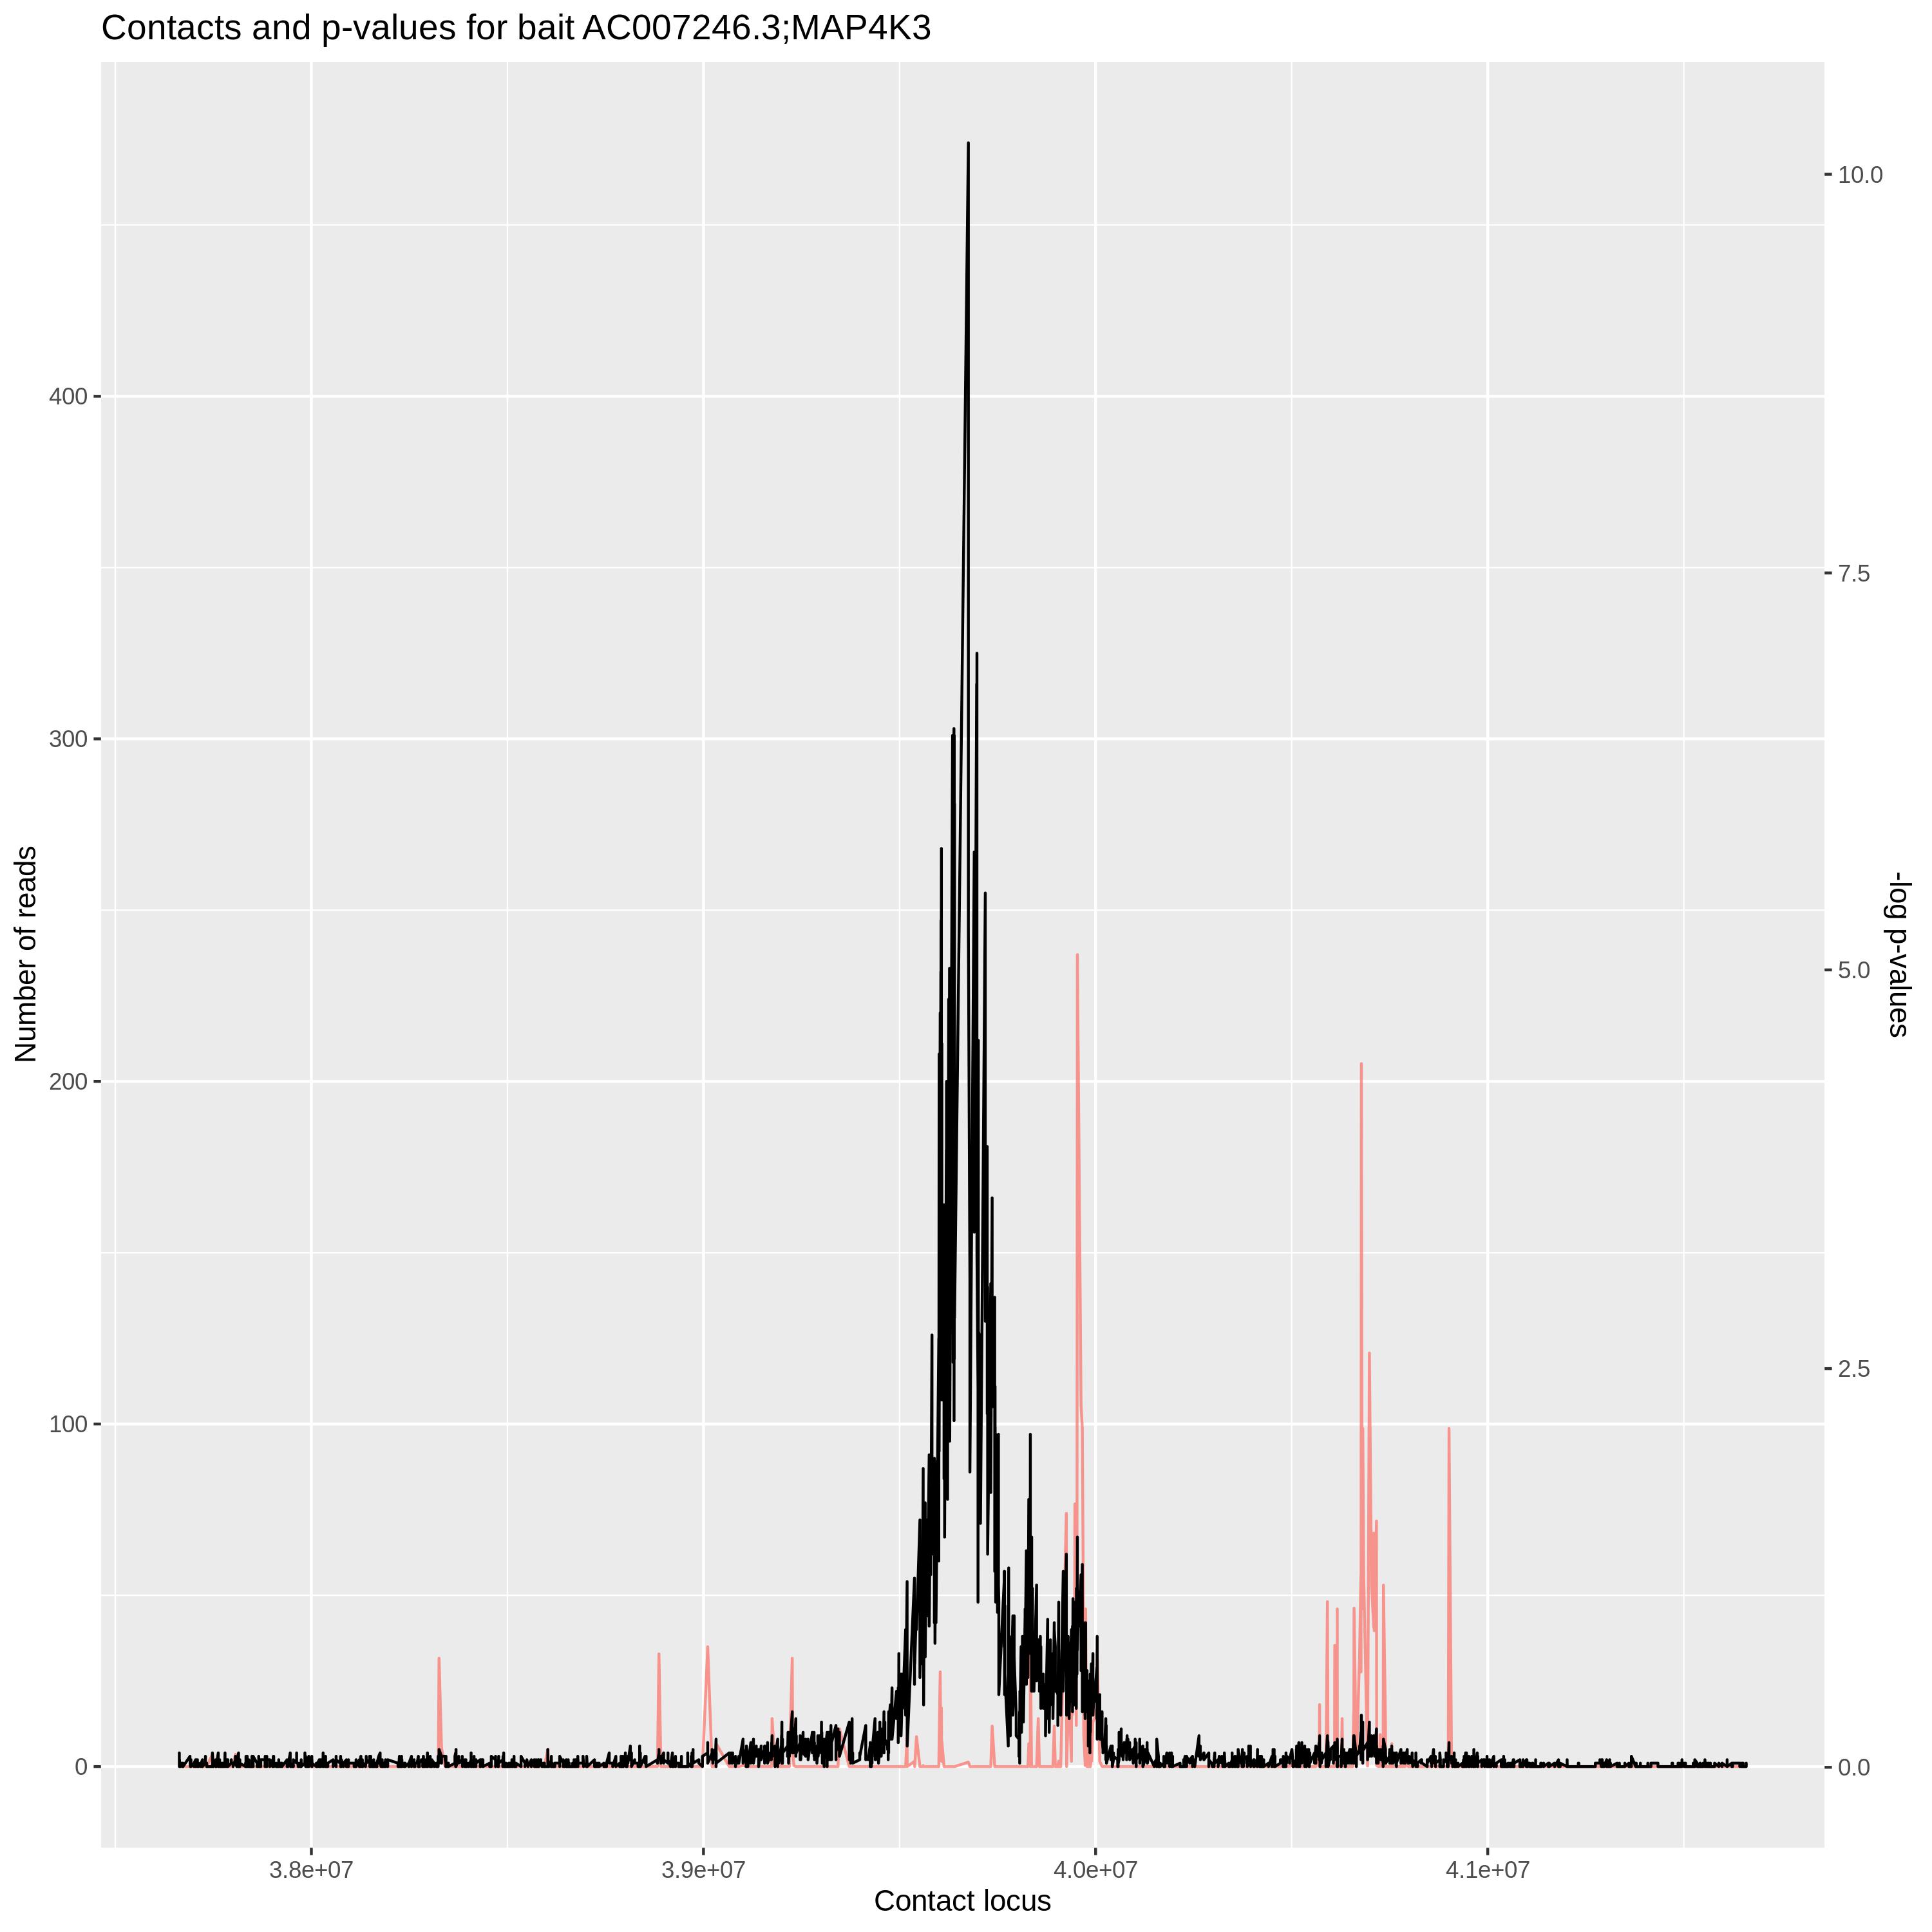 Contacts and p-values for bait AC007246.3;MAP4K3
Number of reads
400
300
200
100
0
10.0
7.5
5.0
2.5
0.0
-log p-values
3.8e+07
3.9e+07
4.0e+07
4.1e+07
Contact locus